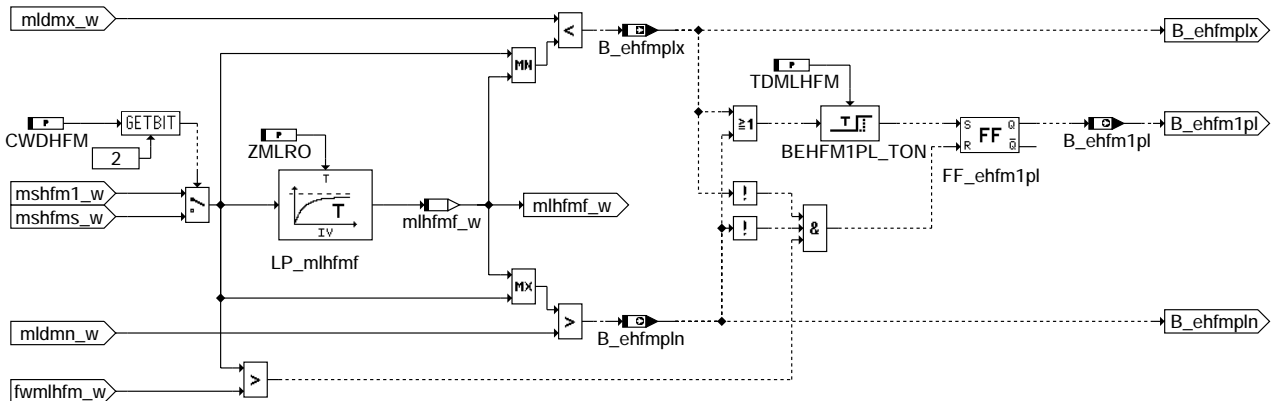 mldmx_w
<
B_ehfmplx
B_ehfmplx
MN
P
TDMLHFM
P
CWDHFM
GETBIT
2
P
ZMLRO
≥1
T
BEHFM1PL_TON
S Q
FF
R Q
FF_ehfm1pl
B_ehfm1pl
B_ehfm1pl
mshfm1_w
mshfms_w
T
T
IV
LP_mlhfmf
mlhfmf_w
mlhfmf_w
!
!
&
MX
mldmn_w
>
B_ehfmpln
B_ehfmpln
fwmlhfm_w
>